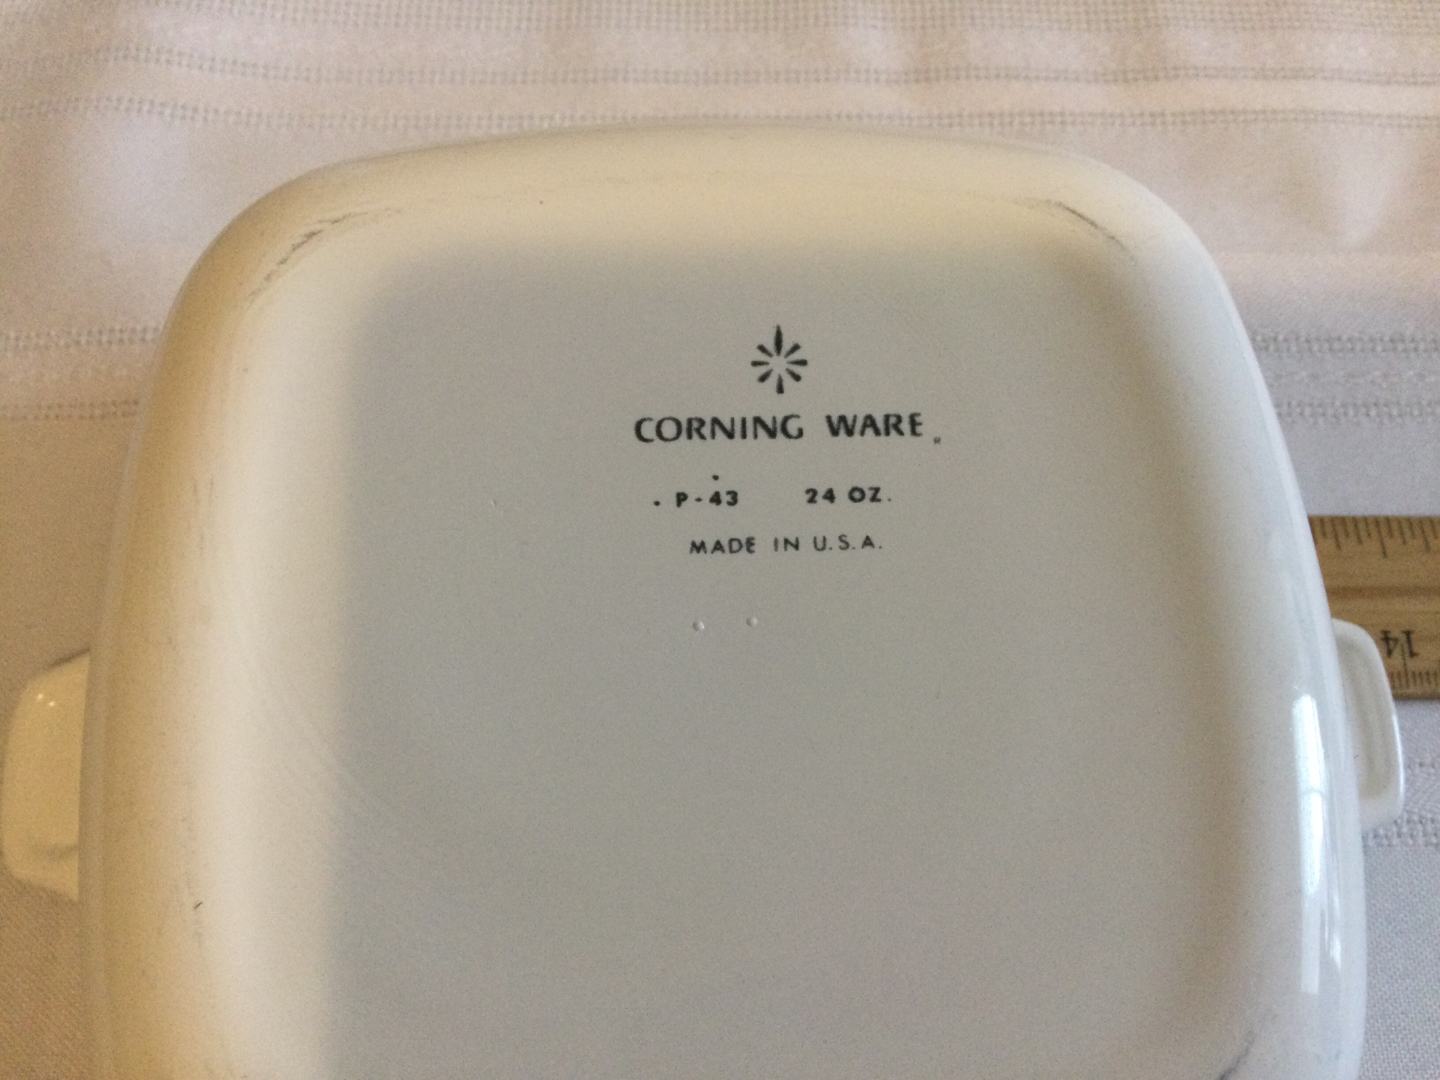 CORNING WARE®
P-43 24 OZ.
MADE IN U.S.A.
14